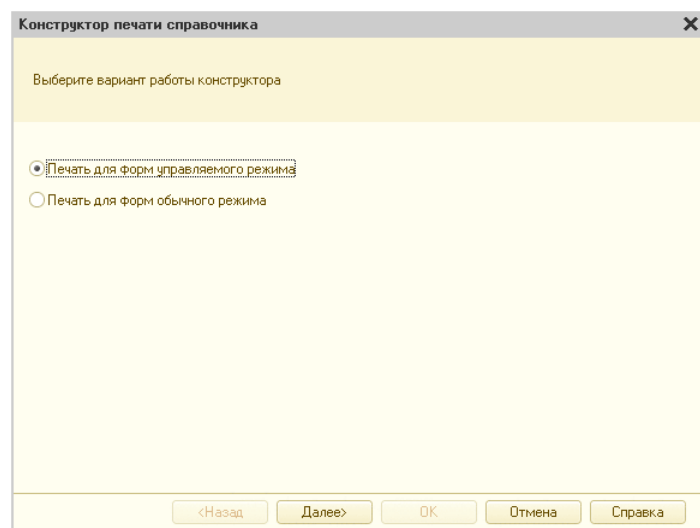 Конструктор печати справочника
Выберите вариант работы конструктора
Печать для форм управляемого режима
Печать для форм обычного режима
<Назад Далее> OK Отмена Справка